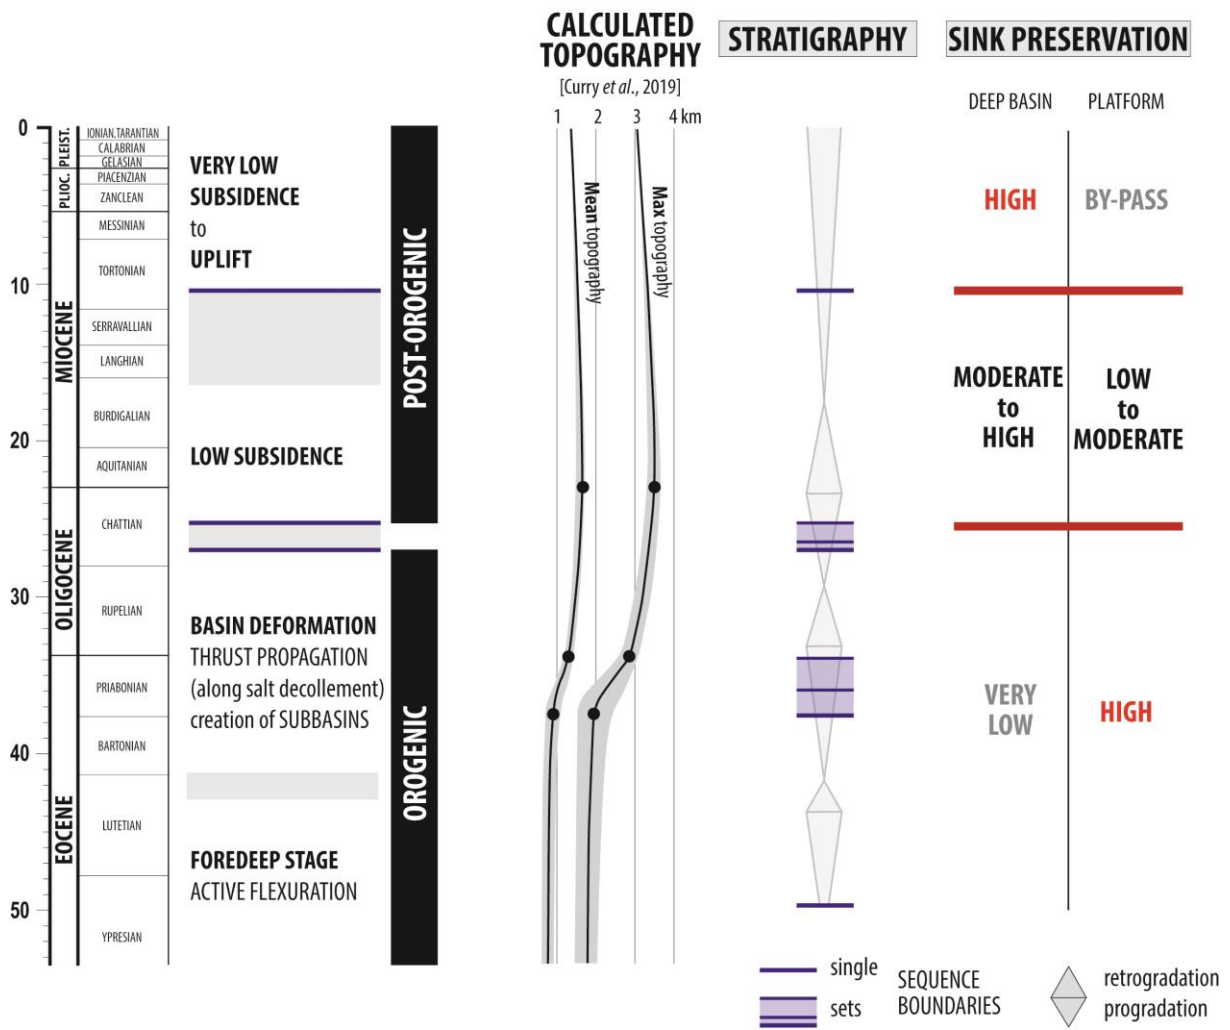 CALCULATED
TOPOGRAPHY
[Curry et al., 2019]
1 2 3 4 km
STRATIGRAPHY
SINK PRESERVATION
DEEP BASIN
PLATFORM
0
10
20
30
40
50
PLEIST.
PLIOC.
MIOCENE
OLIGOCENE
EOCENE
IONIAN.TARANTIAN
CALABRIAN
GELASIAN
PIACENZIAN
ZANCLEAN
MESSINIAN
TORTONIAN
SERRAVALLIAN
LANGHIAN
BURDIGALIAN
AQUITANIAN
CHATTIAN
RUPELIAN
PRIABONIAN
BARTONIAN
LUTETIAN
YPRESIAN
VERY LOW
SUBSIDENCE
to
UPLIFT
LOW SUBSIDENCE
BASIN DEFORMATION
THRUST PROPAGATION
(along salt decollement)
creation of SUBBASINS
FOREDEEP STAGE
ACTIVE FLEXURATION
POST-OROGENIC
OROGENIC
Mean topography
Max topography
HIGH
BY-PASS
MODERATE
to
HIGH
LOW
to
MODERATE
VERY
LOW
HIGH
single
sets
SEQUENCE
BOUNDARIES
retrogradation
progradation